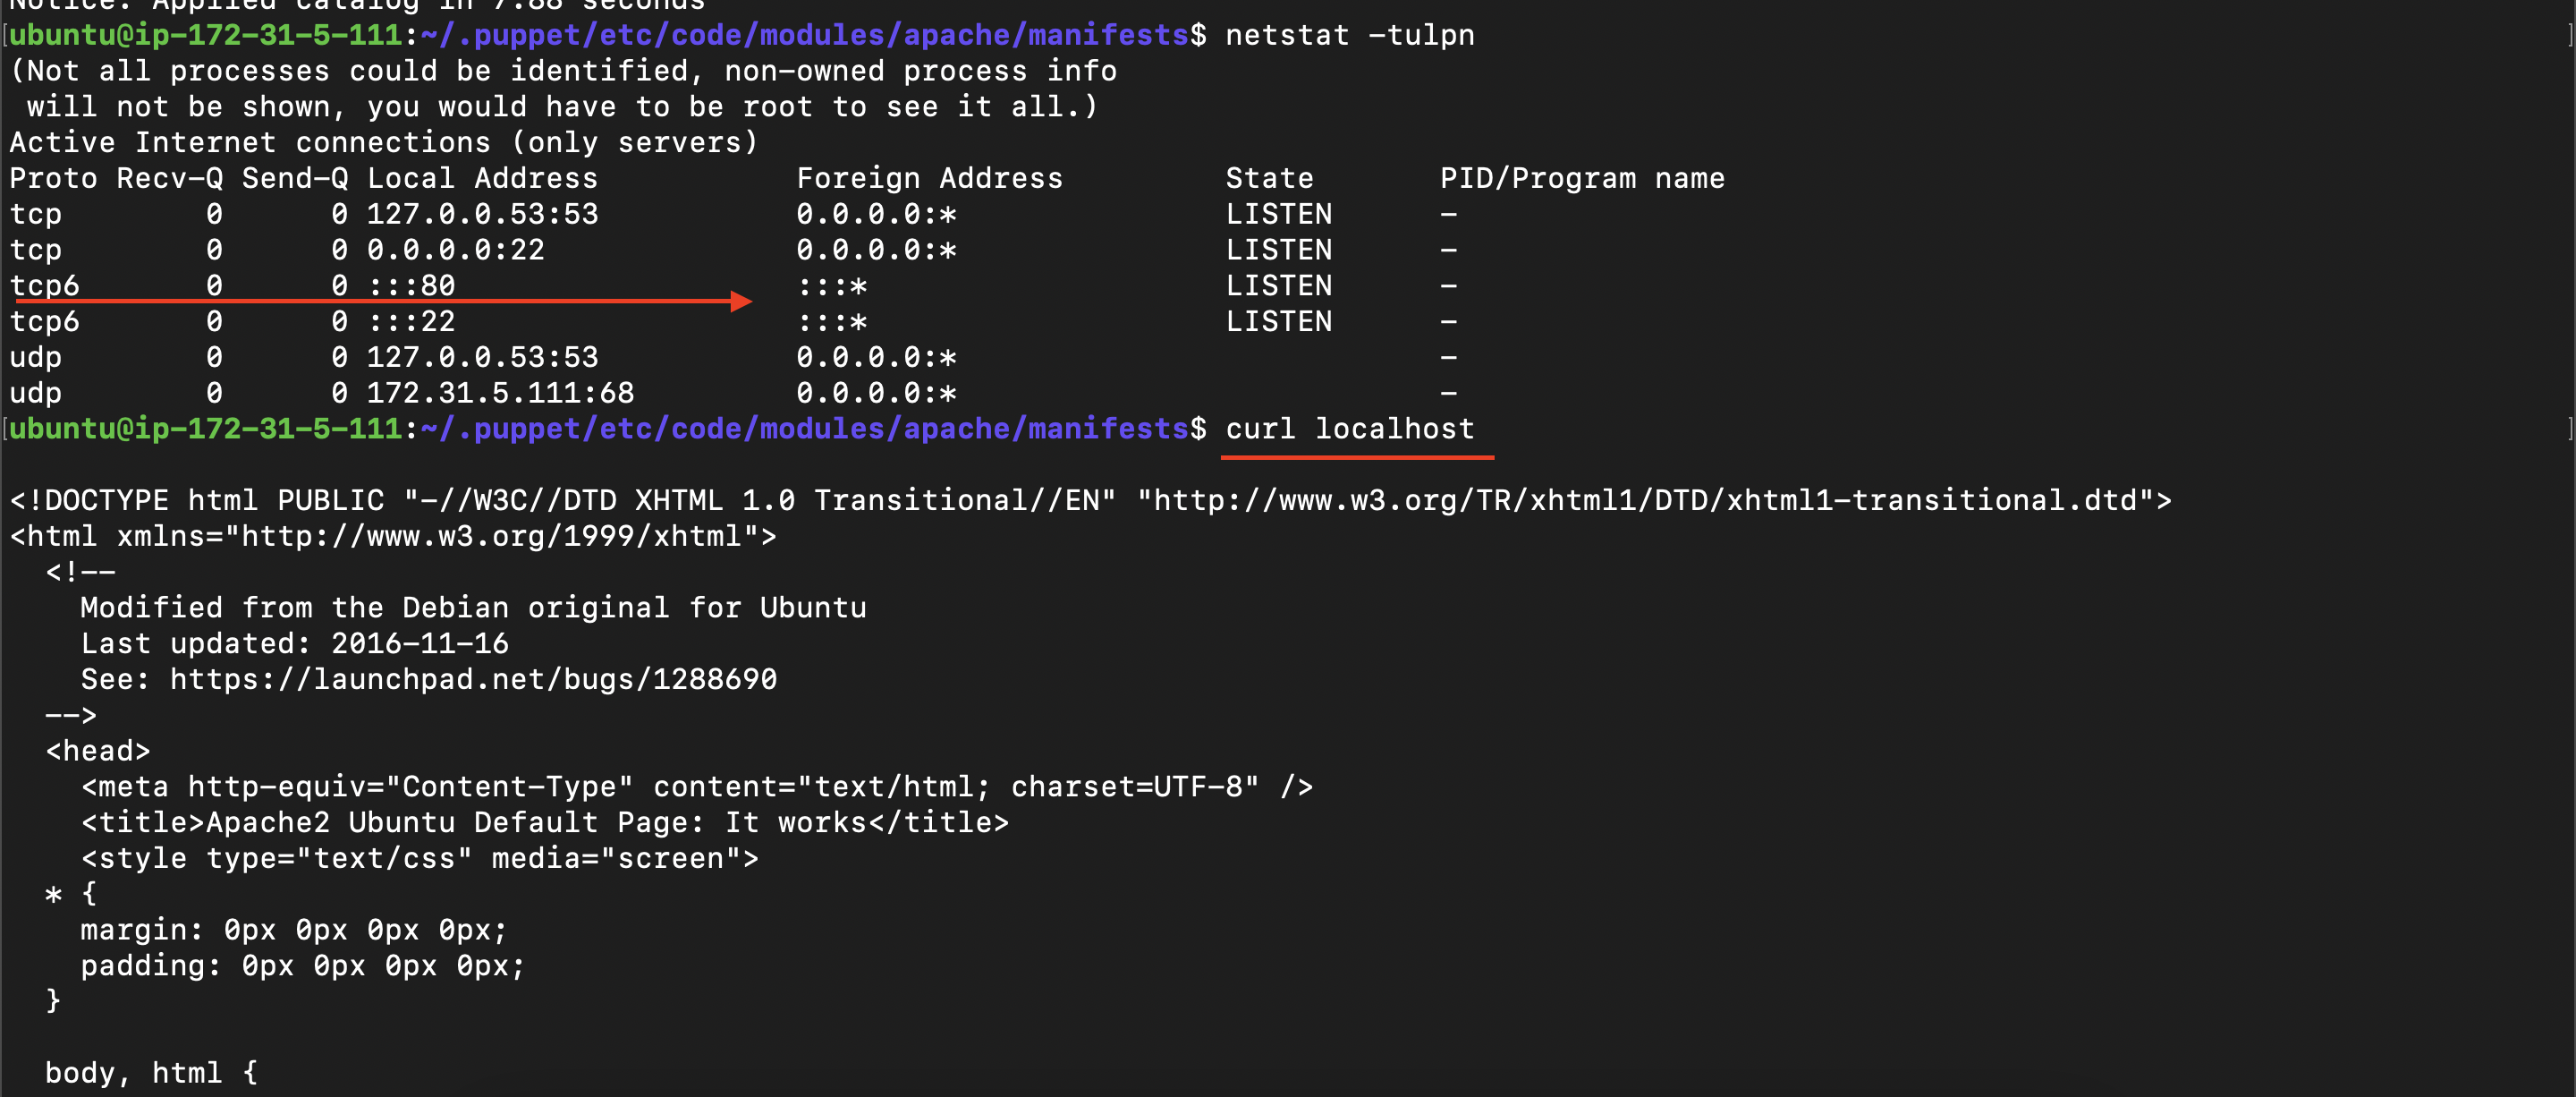 Notice: Applied catalog in 7.88 seconds
[ubuntu@ip-172-31-5-111:~/.puppet/etc/code/modules/apache/manifests$ netstat -tulpn ]
(Not all processes could be identified, non-owned process info
 will not be shown, you would have to be root to see it all.)
Active Internet connections (only servers)
Proto Recv-Q Send-Q Local Address           Foreign Address         State       PID/Program name
tcp        0      0 127.0.0.53:53           0.0.0.0:*               LISTEN      -
tcp        0      0 0.0.0.0:22              0.0.0.0:*               LISTEN      -
tcp6       0      0 :::80                   :::*                    LISTEN      -
tcp6       0      0 :::22                   :::*                    LISTEN      -
udp        0      0 127.0.0.53:53           0.0.0.0:*                           -
udp        0      0 172.31.5.111:68         0.0.0.0:*                           -
[ubuntu@ip-172-31-5-111:~/.puppet/etc/code/modules/apache/manifests$ curl localhost ]
<!DOCTYPE html PUBLIC "-//W3C//DTD XHTML 1.0 Transitional//EN" "http://www.w3.org/TR/xhtml1/DTD/xhtml1-transitional.dtd">
<html xmlns="http://www.w3.org/1999/xhtml">
  <!--
    Modified from the Debian original for Ubuntu
    Last updated: 2016-11-16
    See: https://launchpad.net/bugs/1288690
  -->
  <head>
    <meta http-equiv="Content-Type" content="text/html; charset=UTF-8" />
    <title>Apache2 Ubuntu Default Page: It works</title>
    <style type="text/css" media="screen">
  * {
    margin: 0px 0px 0px 0px;
    padding: 0px 0px 0px 0px;
  }
  body, html {